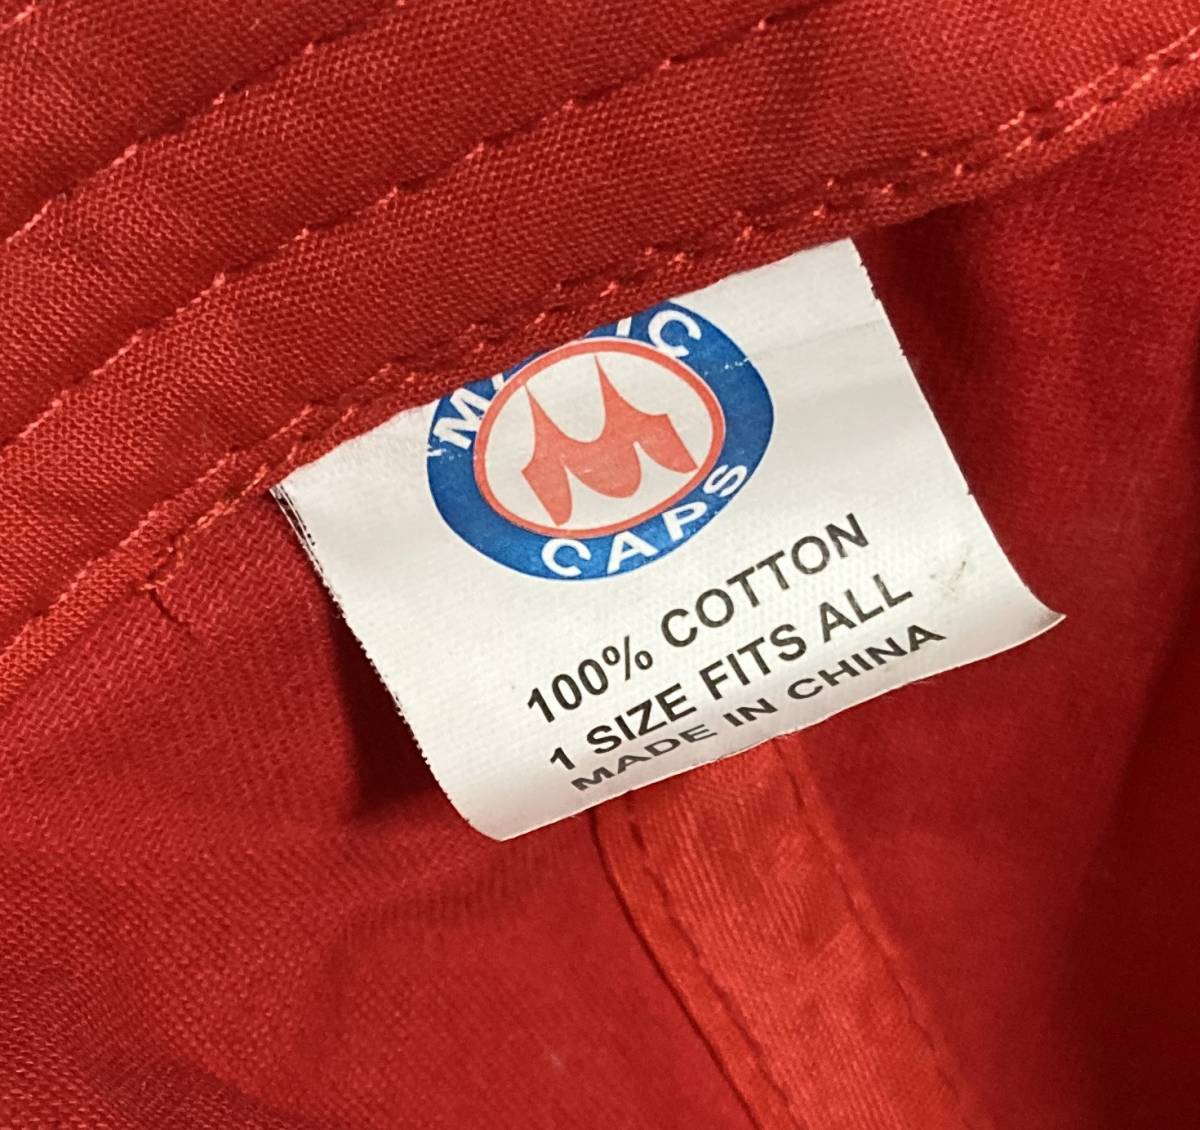 CAPS
100% COTTON
1 SIZE FITS ALL
MADE IN CHINA